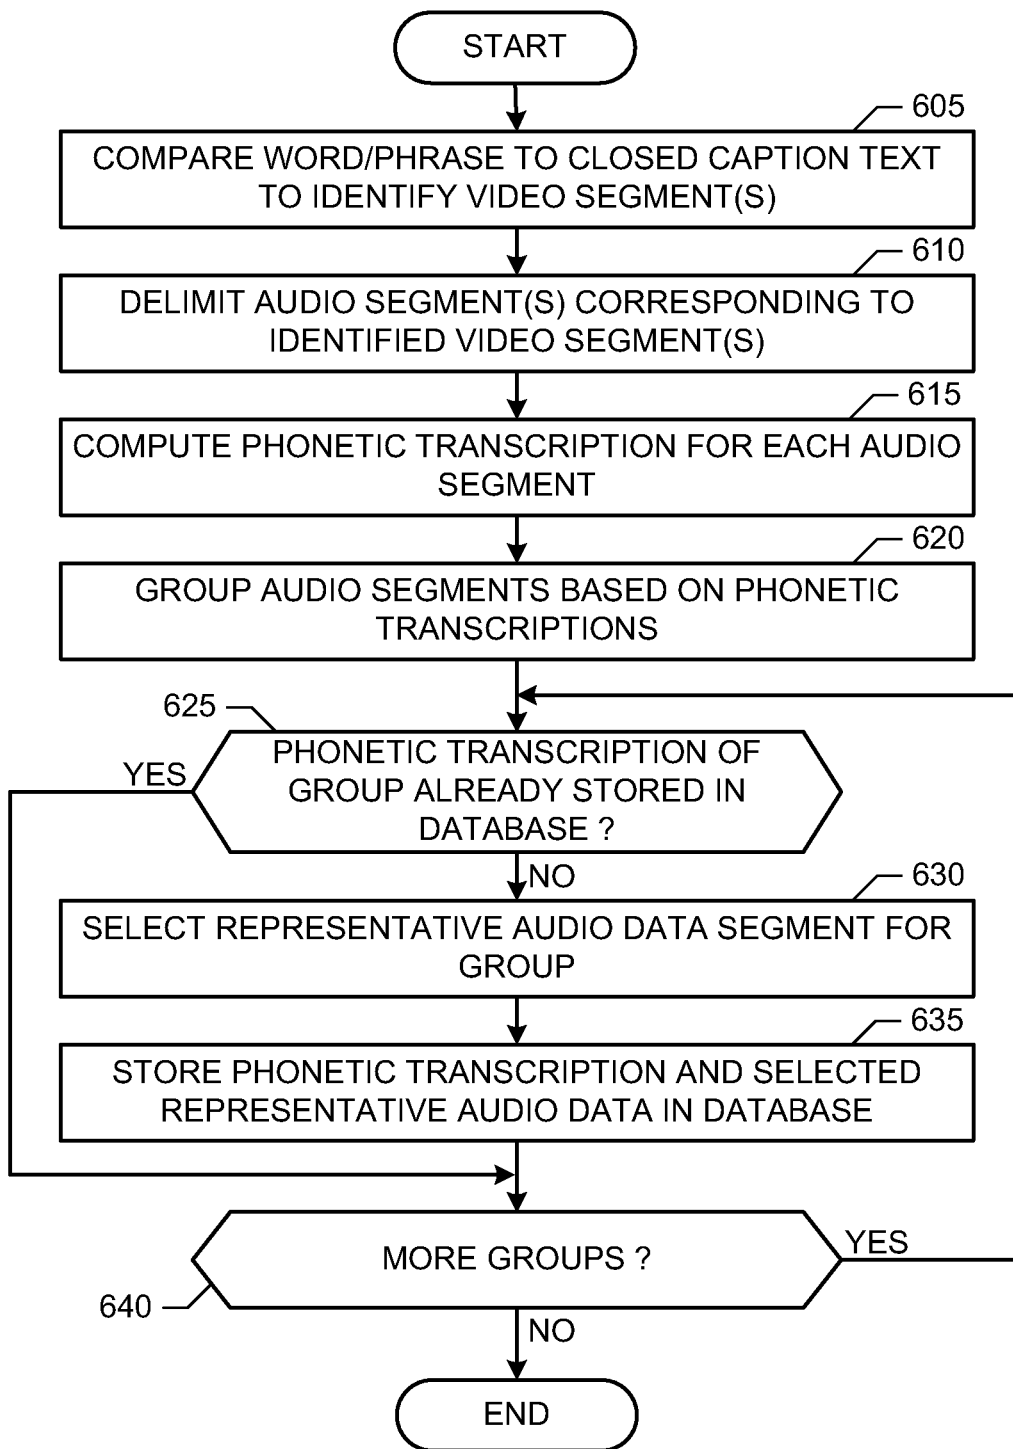 START
605
COMPARE WORD/PHRASE TO CLOSED CAPTION TEXT
TO IDENTIFY VIDEO SEGMENT(S)
610
DELIMIT AUDIO SEGMENT(S) CORRESPONDING TO
IDENTIFIED VIDEO SEGMENT(S)
615
COMPUTE PHONETIC TRANSCRIPTION FOR EACH AUDIO
SEGMENT
620
GROUP AUDIO SEGMENTS BASED ON PHONETIC
TRANSCRIPTIONS
625
PHONETIC TRANSCRIPTION OF
GROUP ALREADY STORED IN
DATABASE ?
YES
NO
630
SELECT REPRESENTATIVE AUDIO DATA SEGMENT FOR
GROUP
635
STORE PHONETIC TRANSCRIPTION AND SELECTED
REPRESENTATIVE AUDIO DATA IN DATABASE
MORE GROUPS ?
YES
640
NO
END